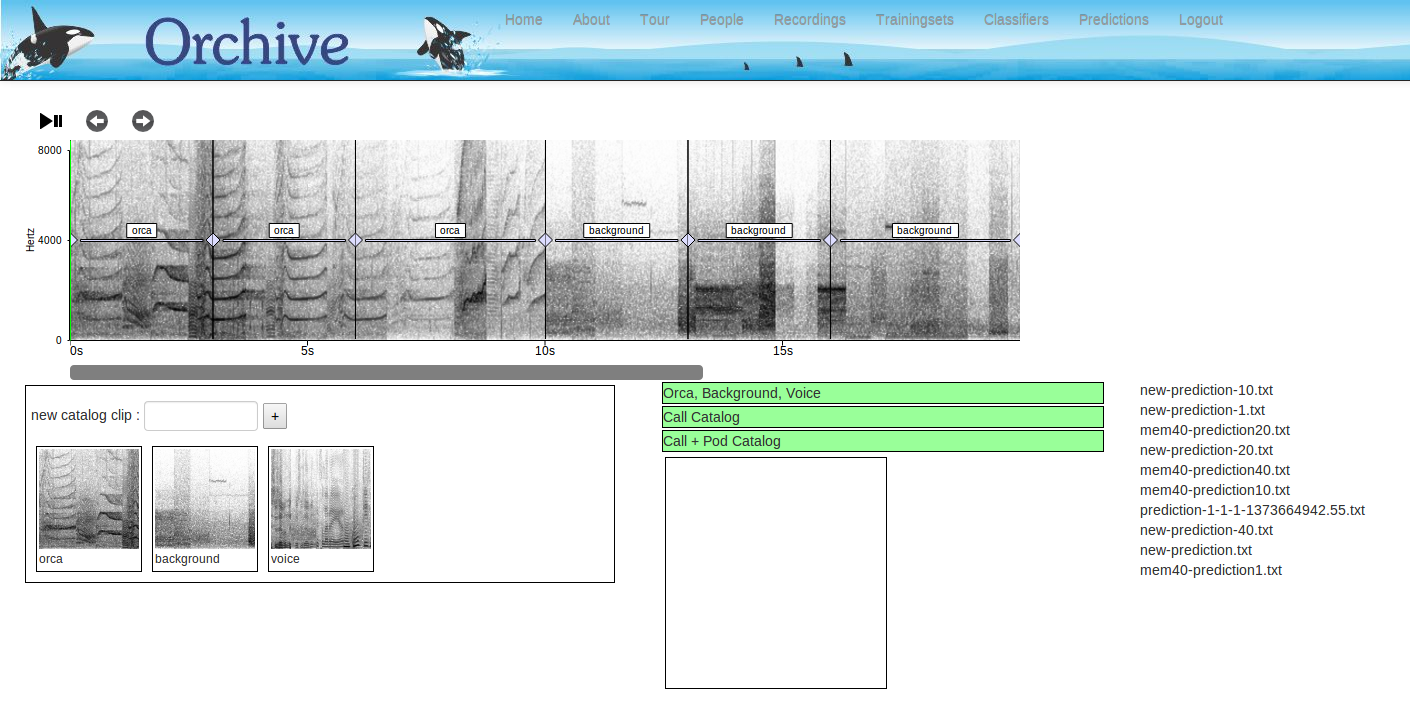 Orchive
Home About Tour People Recordings Trainingsets Classifiers Predictions Logout
8000
4000
0
Hertz
orca orca orca background background background
0s 5s 10s 15s
new catalog clip : +
orca background voice
Orca, Background, Voice
Call Catalog
Call + Pod Catalog
new-prediction-10.txt
new-prediction-1.txt
mem40-prediction20.txt
new-prediction-20.txt
mem40-prediction40.txt
mem40-prediction10.txt
prediction-1-1-1-1373664942.55.txt
new-prediction-40.txt
new-prediction.txt
mem40-prediction1.txt